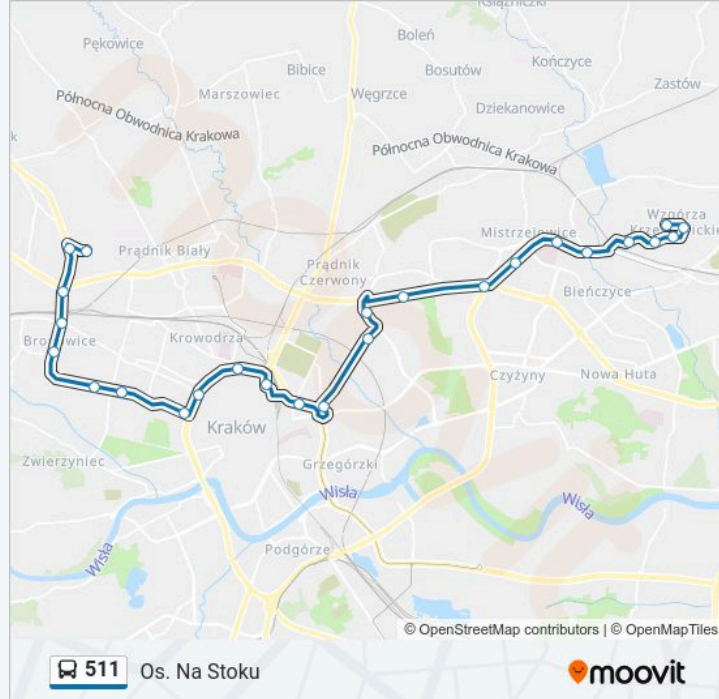 Książniczki
Pękowice
Boleń
Kończyce
Bibice
Bosutów
Marszowiec
Węgrzce
Zastów
Dziekanowice
Północna Obwodnica Krakowa
Północna Obwodnica Krakowa
Wzgórza
Mistrzejowice
Prądnik Biały
Prądnik
Czerwony
Bieńczyce
Krowodrza
Czyżyny
Nowa Huta
Kraków
Zwierzyniec
Grzegórzki
Wisła
Wisła
Podgórze
Wisła
© OpenStreetMap contributors | © OpenMapTiles
511 Os. Na Stoku
moovit